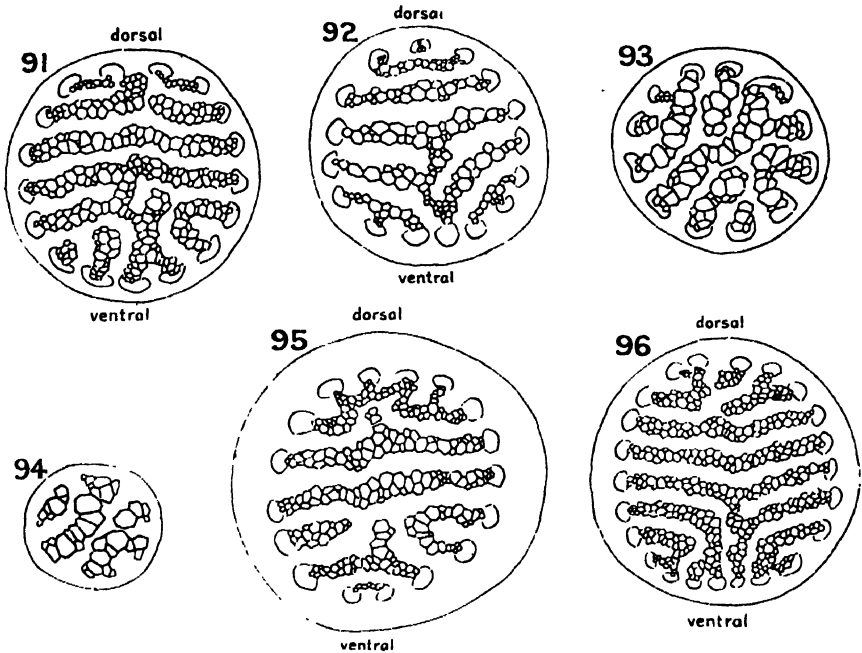 91
dorsal
ventral
92
dorsal
ventral
93
94
95
dorsal
ventral
96
dorsal
ventral